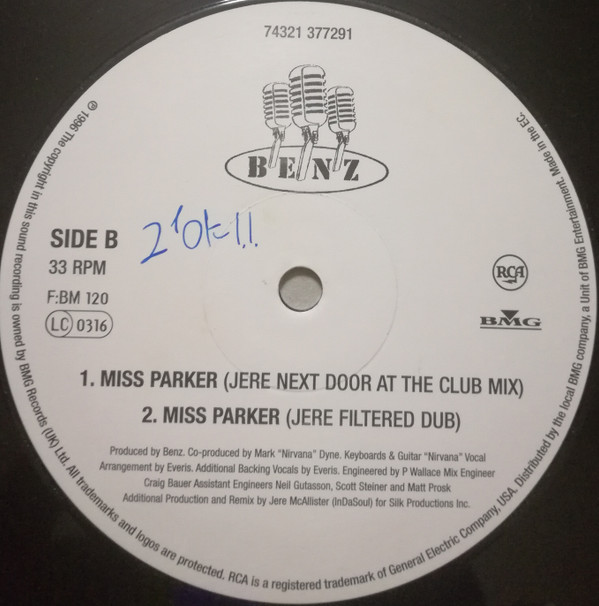 74321 377291
BENZ
SIDE B
2'Ok!!
33 RPM
F:BM 120
LC 0316
RCA
BMG
1. MISS PARKER (JERE NEXT DOOR AT THE CLUB MIX)
2. MISS PARKER (JERE FILTERED DUB)
Produced by Benz. Co-produced by Mark "Nirvana" Dyne. Keyboards & Guitar "Nirvana" Vocal
Arrangement by Everis. Additional Backing Vocals by Everis. Engineered by P Wallace Mix Engineer
Craig Bauer Assistant Engineers Neil Gutasson, Scott Steiner and Matt Prosk
Additional Production and Remix by Jere McAllister (InDaSoul) for Silk Productions Inc.
℗ 1996 The copyright in this sound recording is owned by BMG Records (UK) Ltd. All trademarks and logos are protected. RCA is a registered trademark of General Electric Company, USA. Distributed by the local BMG company, a Unit of BMG Entertainment. Made in the EC.